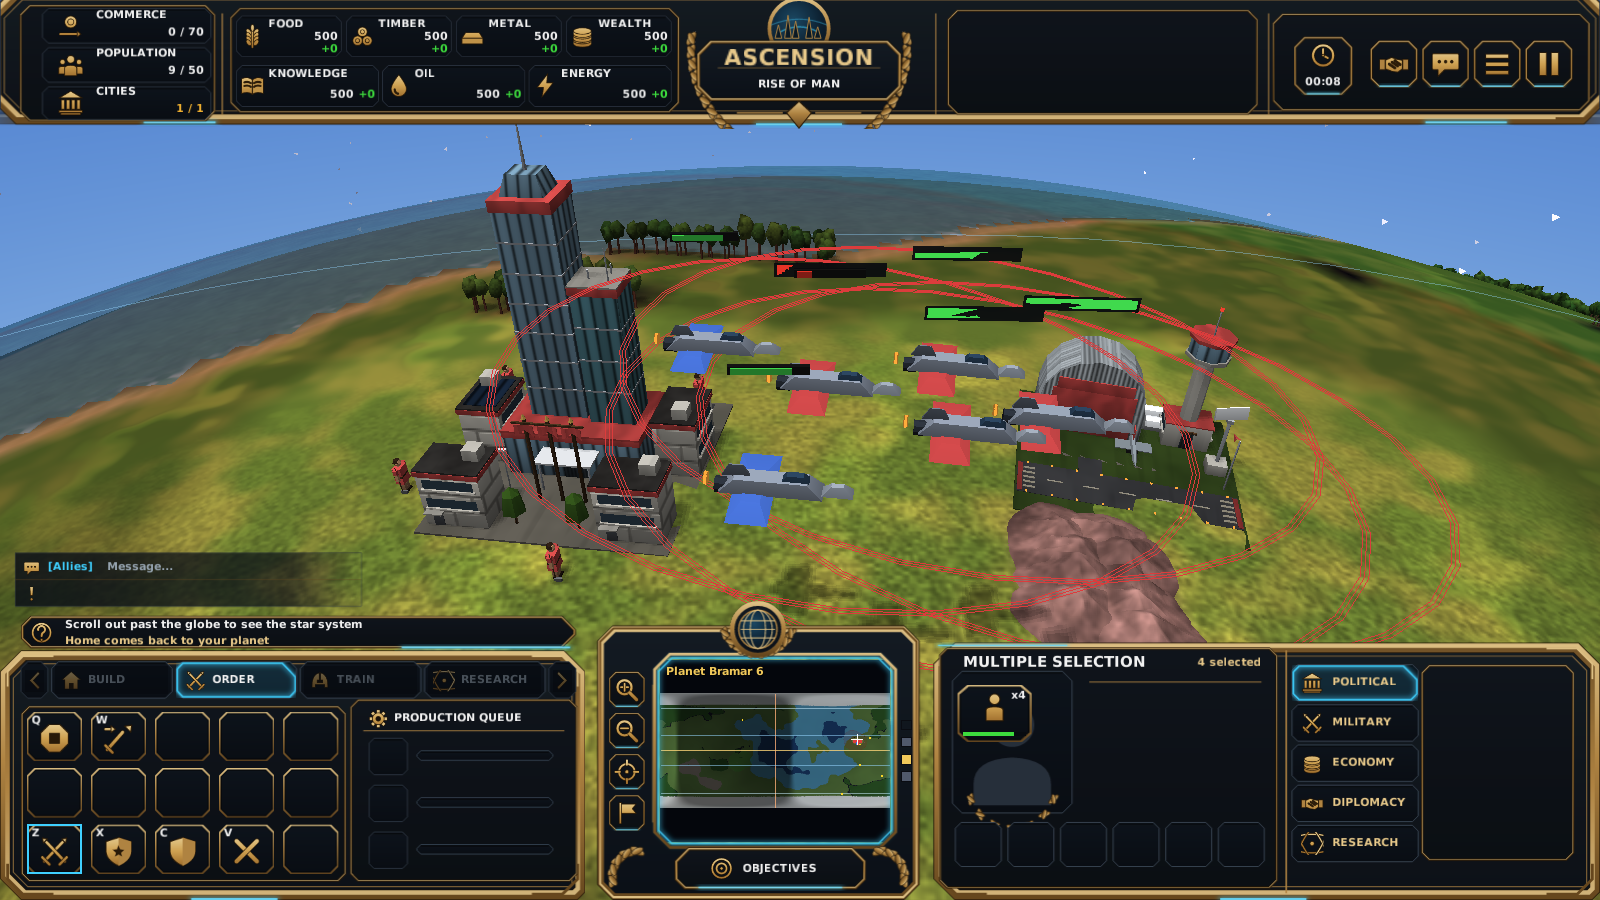 COMMERCE
0 / 70
POPULATION
9 / 50
CITIES
1 / 1
FOOD
500
+0
TIMBER
500
+0
METAL
500
+0
WEALTH
500
+0
KNOWLEDGE
500 +0
OIL
500 +0
ENERGY
500 +0
ASCENSION
RISE OF MAN
00:08
[Allies] Message...
!
Scroll out past the globe to see the star system
Home comes back to your planet
BUILD
ORDER
TRAIN
RESEARCH
Q
W
Z
X
C
V
PRODUCTION QUEUE
Planet Bramar 6
OBJECTIVES
MULTIPLE SELECTION
4 selected
x4
POLITICAL
MILITARY
ECONOMY
DIPLOMACY
RESEARCH